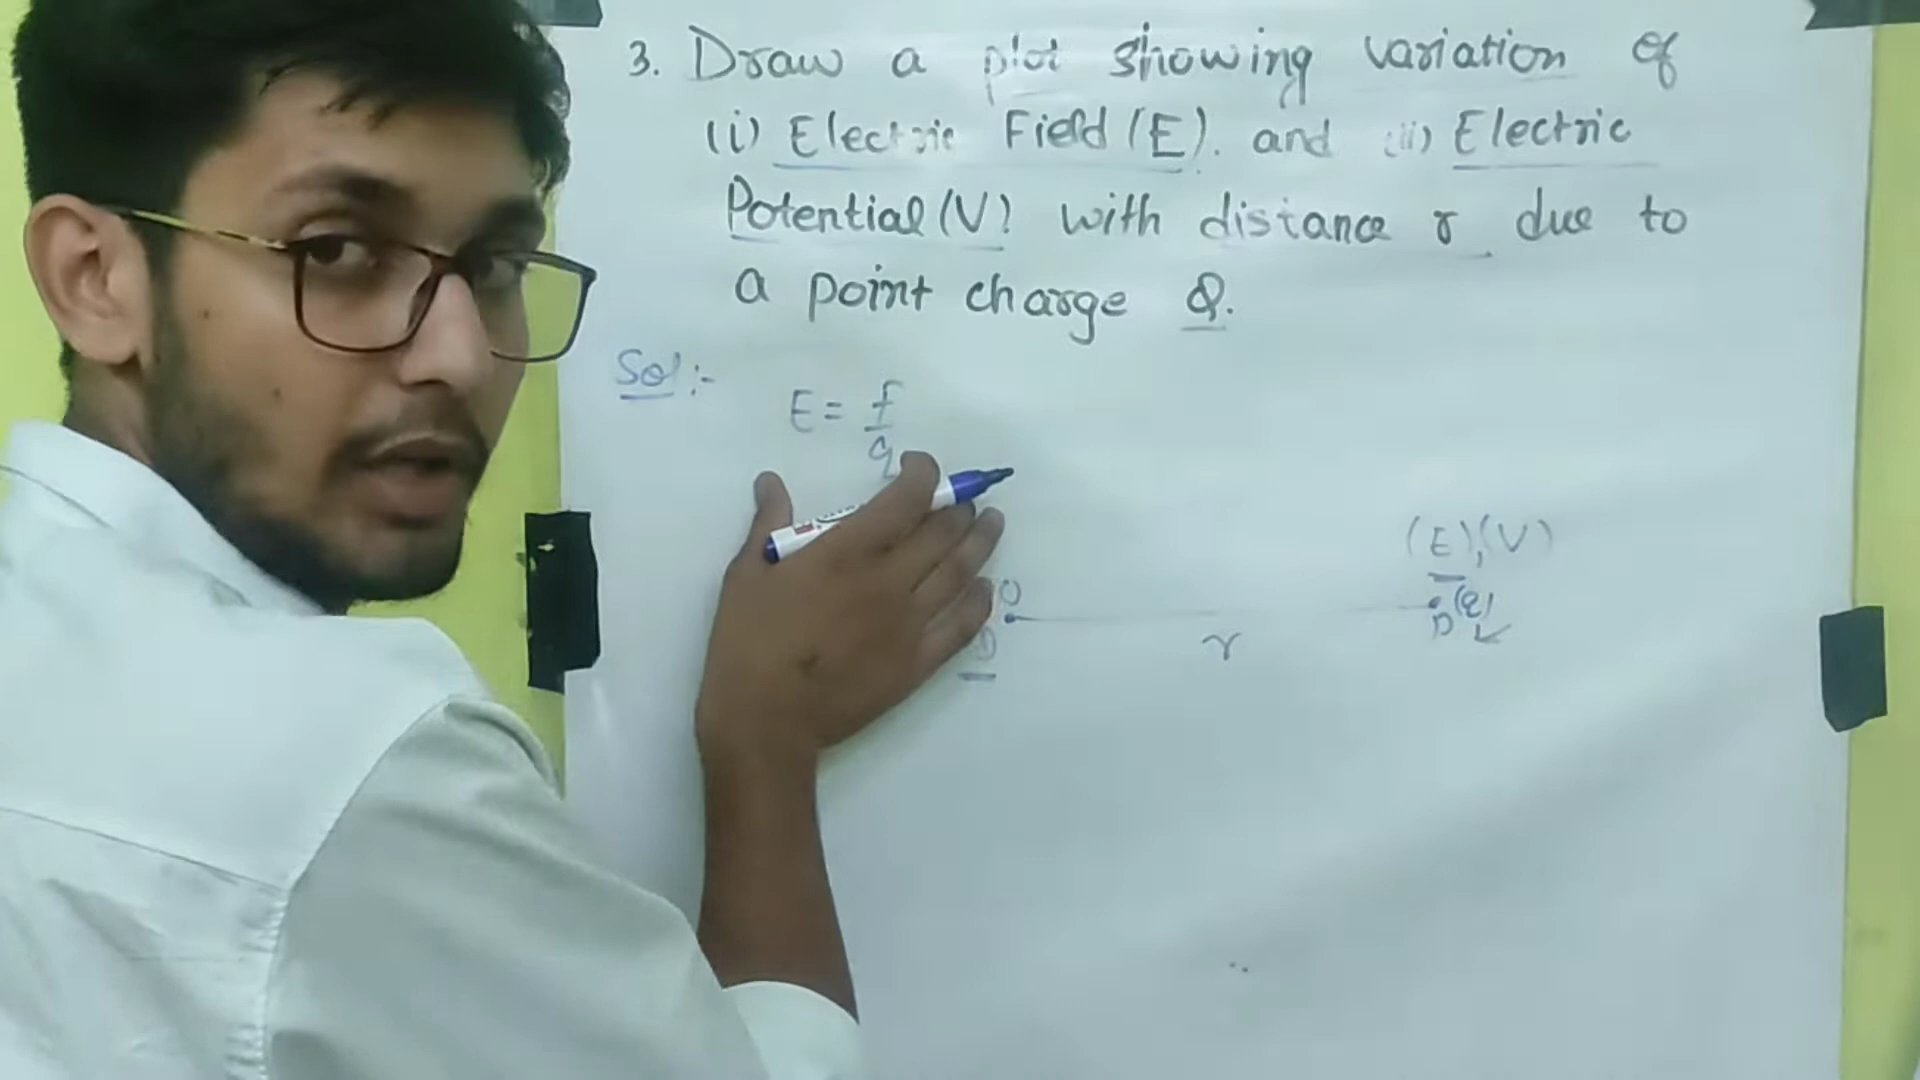 3. Draw a plot showing variation of
(i) Electric Field (E). and (ii) Electric
Potential (V) with distance r due to
a point charge Q.
Sol :-
E = f/q
(E),(V)
O
(q)
P
r